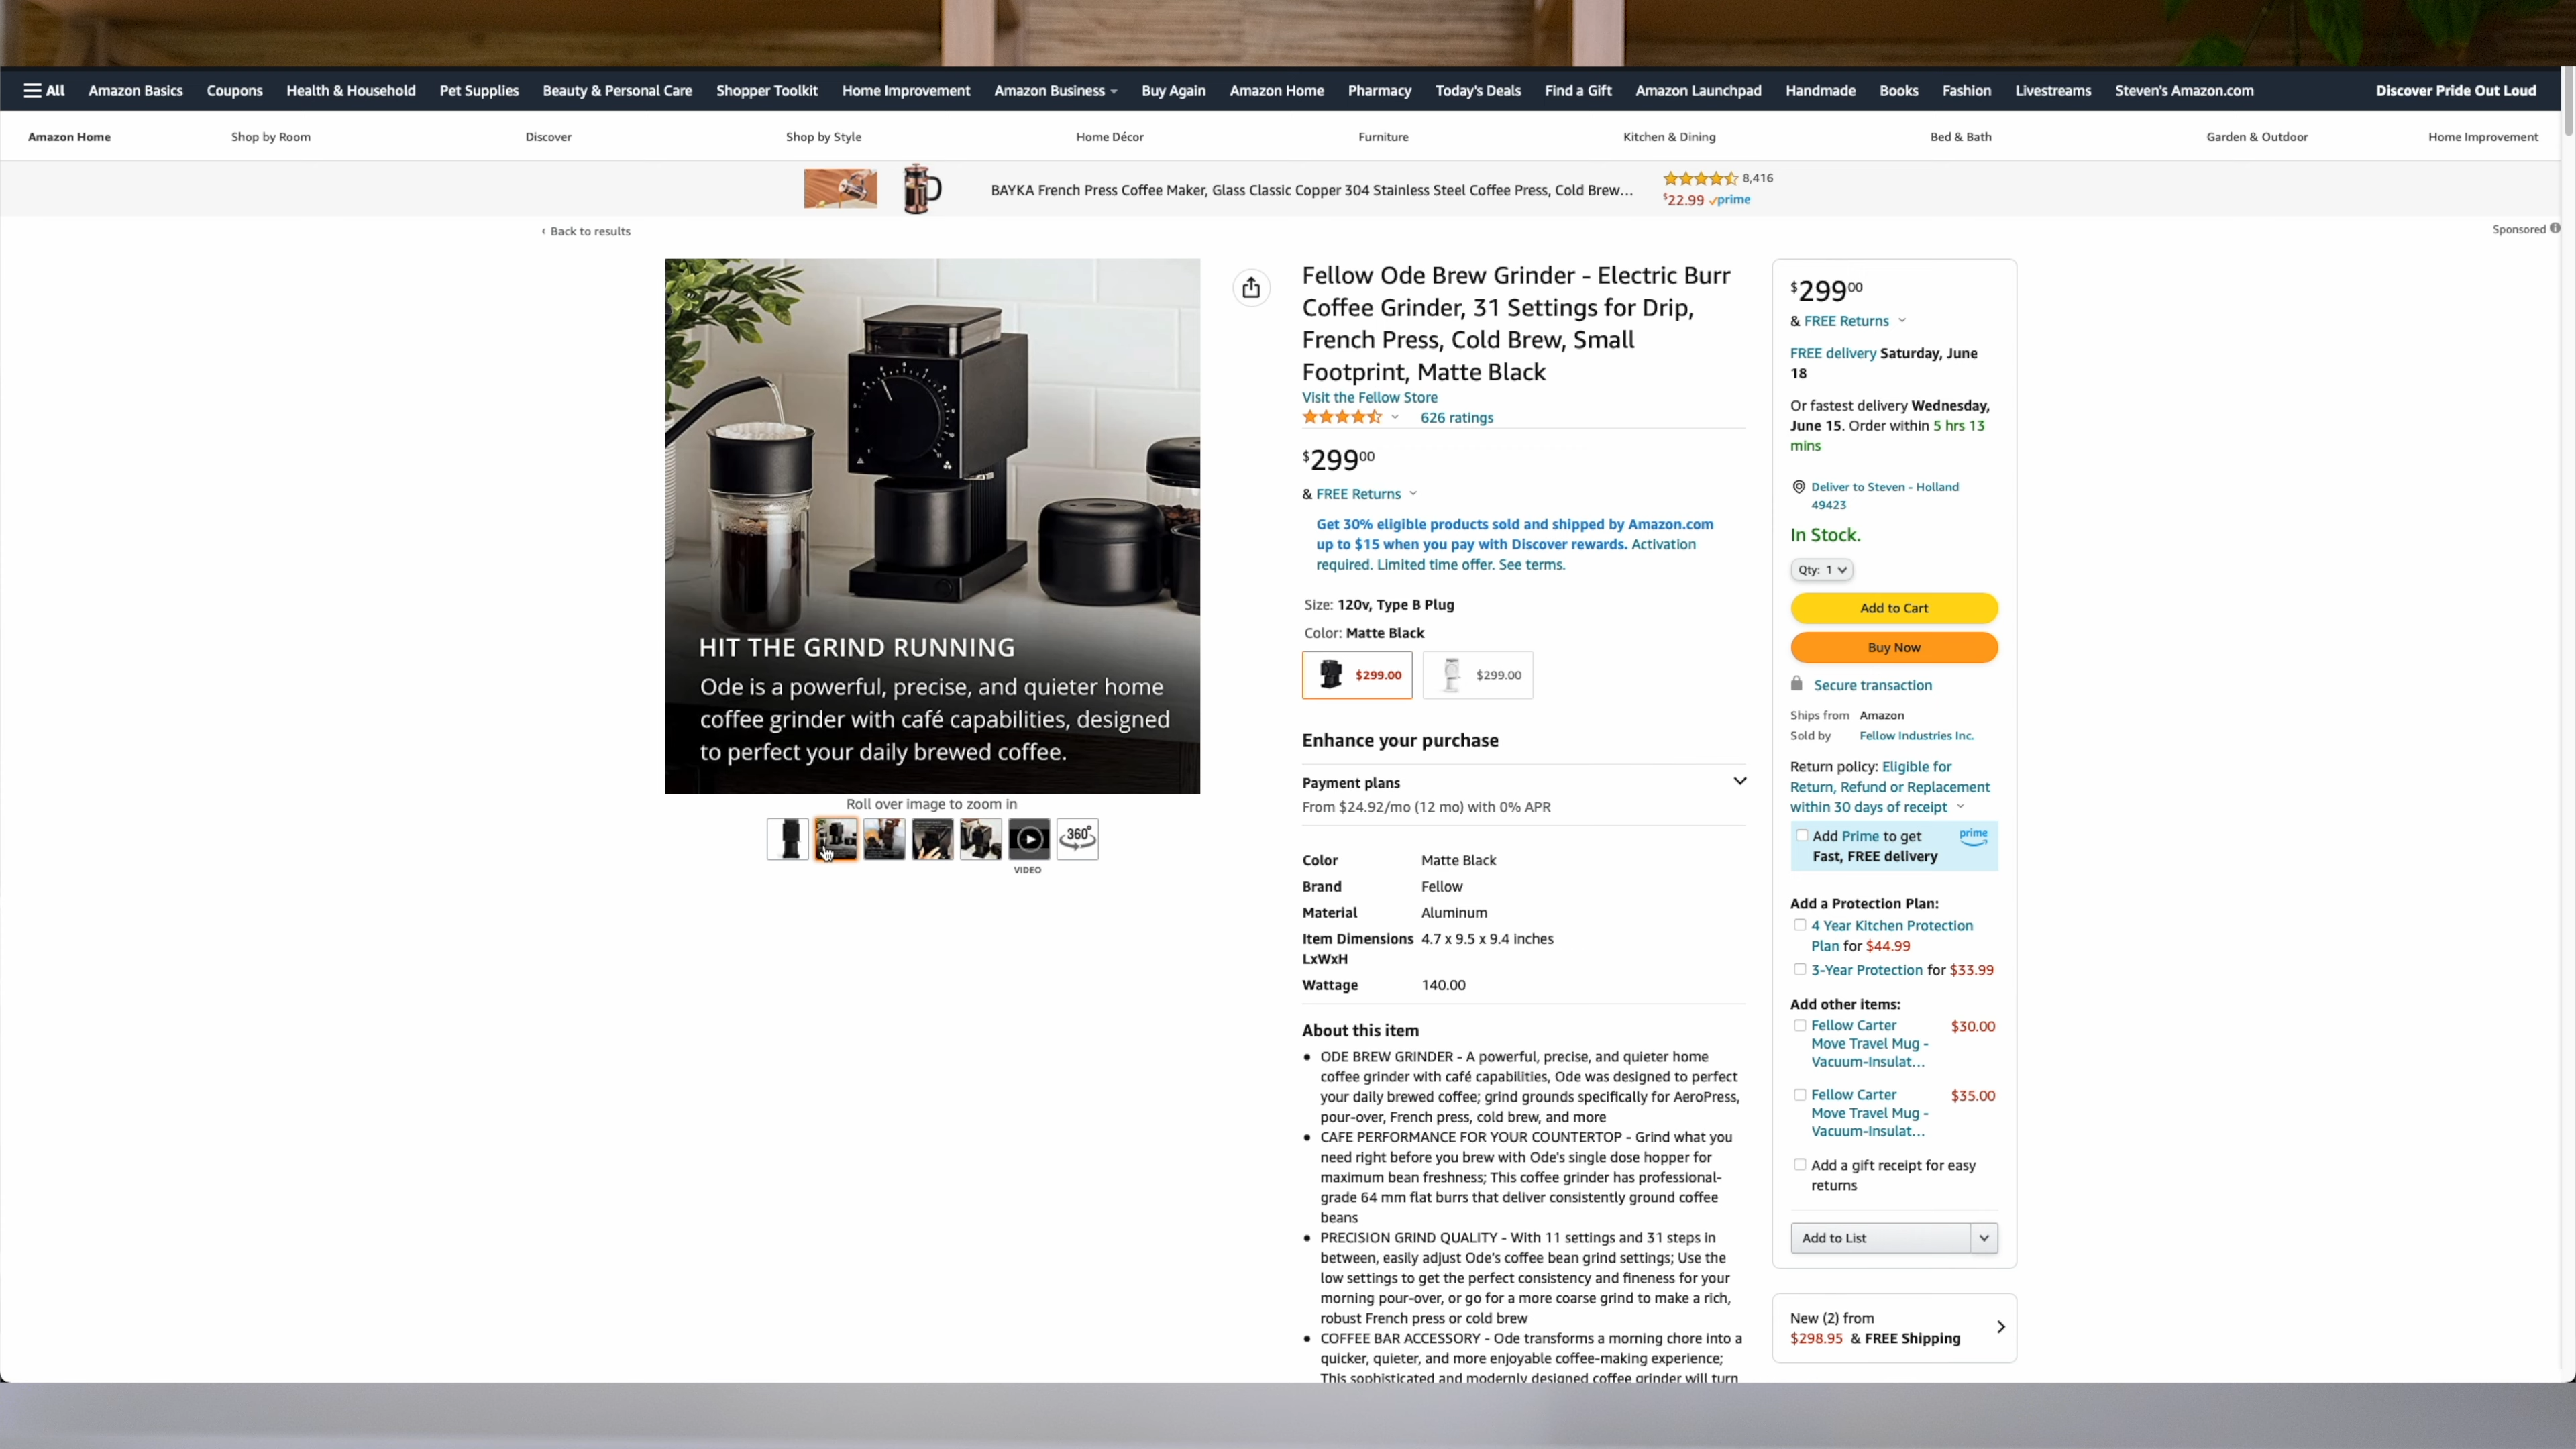 All
Amazon Basics
Coupons
Health & Household
Pet Supplies
Beauty & Personal Care
Shopper Toolkit
Home Improvement
Amazon Business
Buy Again
Amazon Home
Pharmacy
Today's Deals
Find a Gift
Amazon Launchpad
Handmade
Books
Fashion
Livestreams
Steven's Amazon.com
Discover Pride Out Loud
Amazon Home
Shop by Room
Discover
Shop by Style
Home Décor
Furniture
Kitchen & Dining
Bed & Bath
Garden & Outdoor
Home Improvement
BAYKA French Press Coffee Maker, Glass Classic Copper 304 Stainless Steel Coffee Press, Cold Brew...
8,416
$22.99 prime
‹ Back to results
Sponsored
HIT THE GRIND RUNNING
Ode is a powerful, precise, and quieter home
coffee grinder with café capabilities, designed
to perfect your daily brewed coffee.
Roll over image to zoom in
360°
VIDEO
Fellow Ode Brew Grinder - Electric Burr
Coffee Grinder, 31 Settings for Drip,
French Press, Cold Brew, Small
Footprint, Matte Black
Visit the Fellow Store
626 ratings
$299.00
& FREE Returns
Get 30% eligible products sold and shipped by Amazon.com
up to $15 when you pay with Discover rewards. Activation
required. Limited time offer. See terms.
Size: 120v, Type B Plug
Color: Matte Black
$299.00
$299.00
Enhance your purchase
Payment plans
From $24.92/mo (12 mo) with 0% APR
Color Matte Black
Brand Fellow
Material Aluminum
Item Dimensions 4.7 x 9.5 x 9.4 inches
LxWxH
Wattage 140.00
About this item
• ODE BREW GRINDER - A powerful, precise, and quieter home
coffee grinder with café capabilities, Ode was designed to perfect
your daily brewed coffee; grind grounds specifically for AeroPress,
pour-over, French press, cold brew, and more
• CAFE PERFORMANCE FOR YOUR COUNTERTOP - Grind what you
need right before you brew with Ode's single dose hopper for
maximum bean freshness; This coffee grinder has professional-
grade 64 mm flat burrs that deliver consistently ground coffee
beans
• PRECISION GRIND QUALITY - With 11 settings and 31 steps in
between, easily adjust Ode's coffee bean grind settings; Use the
low settings to get the perfect consistency and fineness for your
morning pour-over, or go for a more coarse grind to make a rich,
robust French press or cold brew
• COFFEE BAR ACCESSORY - Ode transforms a morning chore into a
quicker, quieter, and more enjoyable coffee-making experience;
This sophisticated and modernly designed coffee grinder will turn
$299.00
& FREE Returns
FREE delivery Saturday, June
18
Or fastest delivery Wednesday,
June 15. Order within 5 hrs 13
mins
Deliver to Steven - Holland
49423
In Stock.
Qty: 1
Add to Cart
Buy Now
Secure transaction
Ships from Amazon
Sold by Fellow Industries Inc.
Return policy: Eligible for
Return, Refund or Replacement
within 30 days of receipt
Add Prime to get
Fast, FREE delivery
prime
Add a Protection Plan:
4 Year Kitchen Protection
Plan for $44.99
3-Year Protection for $33.99
Add other items:
Fellow Carter $30.00
Move Travel Mug -
Vacuum-Insulat...
Fellow Carter $35.00
Move Travel Mug -
Vacuum-Insulat...
Add a gift receipt for easy
returns
Add to List
New (2) from
$298.95 & FREE Shipping